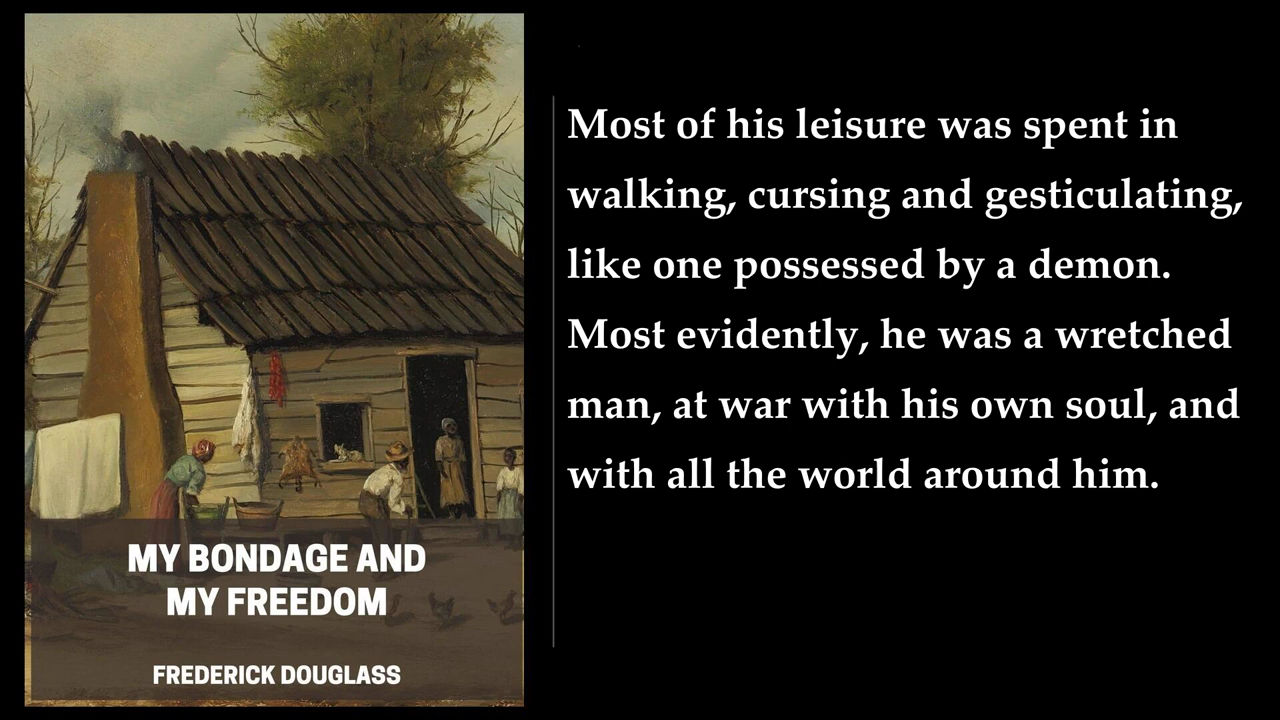 MY BONDAGE AND
MY FREEDOM
FREDERICK DOUGLASS
Most of his leisure was spent in
walking, cursing and gesticulating,
like one possessed by a demon.
Most evidently, he was a wretched
man, at war with his own soul, and
with all the world around him.